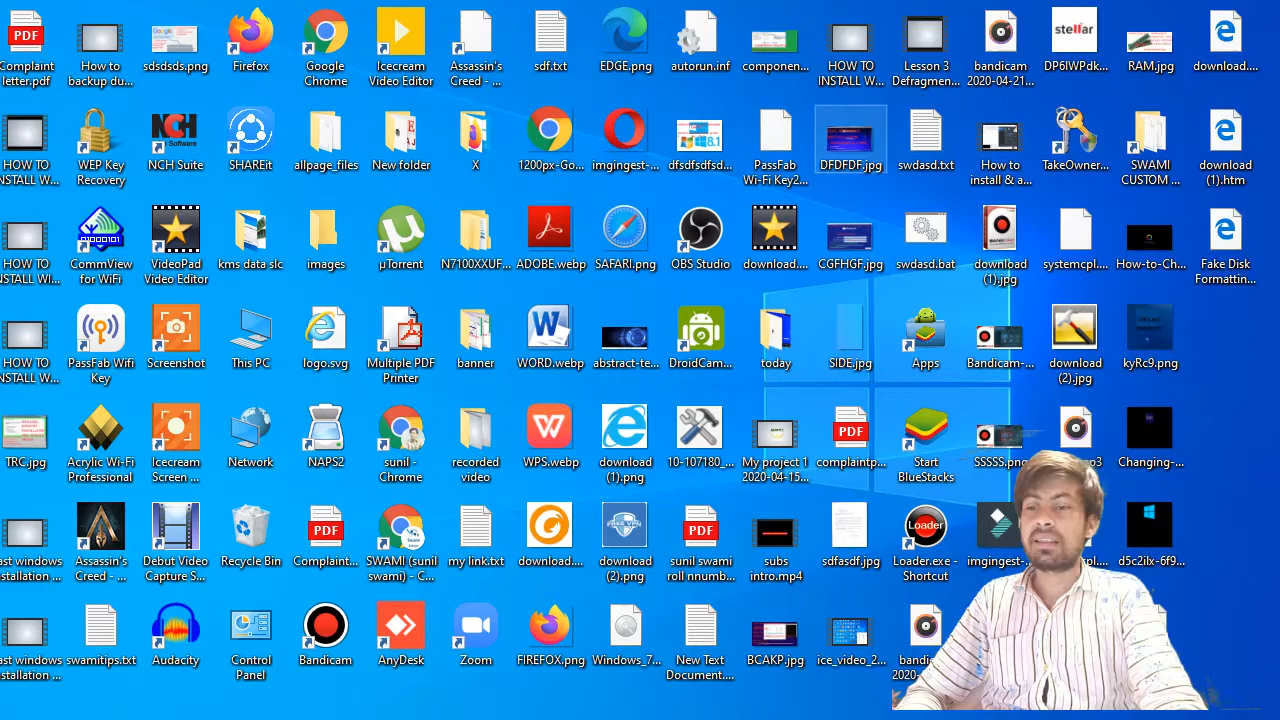 Complaint letter.pdf
How to backup du...
sdsdsds.png
Firefox
Google Chrome
Icecream Video Editor
Assassin's Creed - ...
sdf.txt
EDGE.png
autorun.inf
componen...
HOW TO INSTALL W...
Lesson 3 Defragmen...
bandicam 2020-04-21...
DP6IWPdk...
RAM.jpg
download....
HOW TO INSTALL W...
WEP Key Recovery
NCH Suite
SHAREit
allpage_files
New folder
X
1200px-Go...
imgingest-...
dfsdfsdfsd...
PassFab Wi-Fi Key2...
DFDFDF.jpg
swdasd.txt
How to install & a...
TakeOwner...
SWAMI CUSTOM ...
download (1).htm
HOW TO INSTALL WI...
CommView for WiFi
VideoPad Video Editor
kms data slc
images
µTorrent
N7100XXUF...
ADOBE.webp
SAFARI.png
OBS Studio
download....
CGFHGF.jpg
swdasd.bat
download (1).jpg
systemcpl....
How-to-Ch...
Fake Disk Formattin...
HOW TO INSTALL W...
PassFab Wifi Key
Screenshot
This PC
logo.svg
Multiple PDF Printer
banner
WORD.webp
abstract-te...
DroidCam...
today
SIDE.jpg
Apps
Bandicam-...
download (2).jpg
kyRc9.png
TRC.jpg
Acrylic Wi-Fi Professional
Icecream Screen ...
Network
NAPS2
sunil - Chrome
recorded video
WPS.webp
download (1).png
10-107180_...
My project 1 2020-04-15...
complaintp...
Start BlueStacks
SSSSS.png
Changing-...
ast windows stallation ...
Assassin's Creed - ...
Debut Video Capture S...
Recycle Bin
Complaint...
SWAMI (sunil swami) - C...
my link.txt
download....
download (2).png
sunil swami roll nnumb...
subs intro.mp4
sdfasdf.jpg
Loader.exe - Shortcut
imgingest-
d5c2ilx-6f9...
ast windows stallation ...
swamitips.txt
Audacity
Control Panel
Bandicam
AnyDesk
Zoom
FIREFOX.png
Windows_7...
New Text Document....
BCAKP.jpg
ice_video_2...